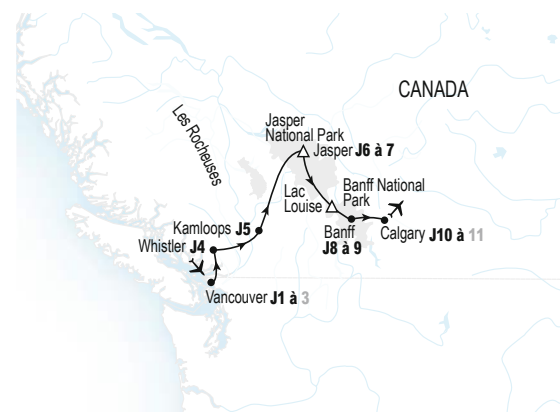 CANADA
Les Rocheuses
Jasper
National Park
Jasper J6 à 7
Lac
Louise
Banff National
Park
Kamloops J5
Whistler J4
Banff
J8 à 9
Calgary J10 à 11
Vancouver J1 à 3